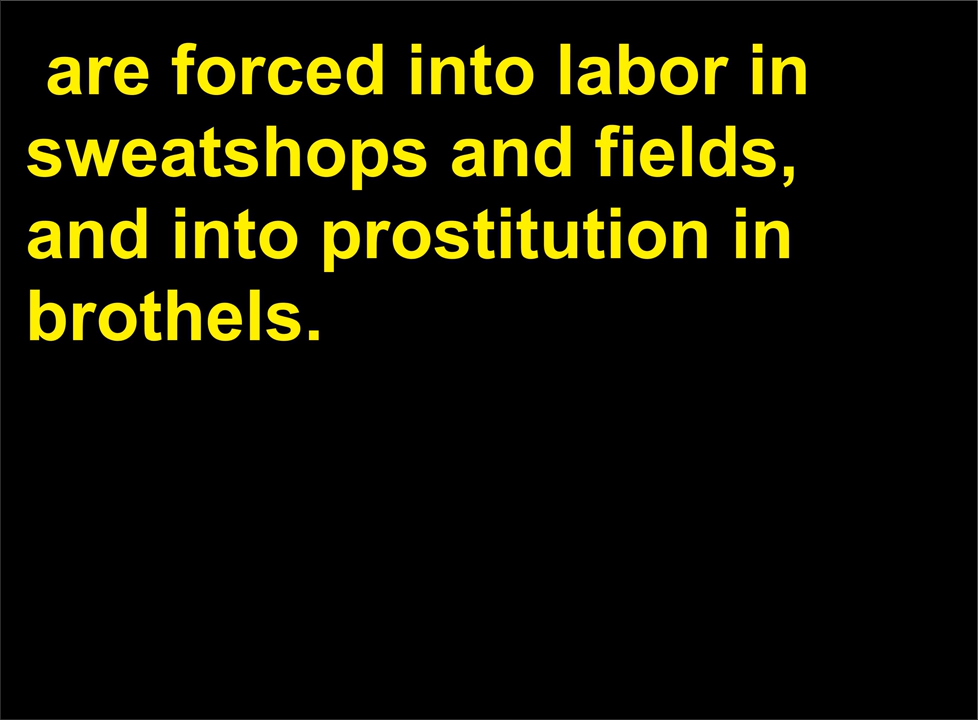 are forced into labor in
sweatshops and fields,
and into prostitution in
brothels.